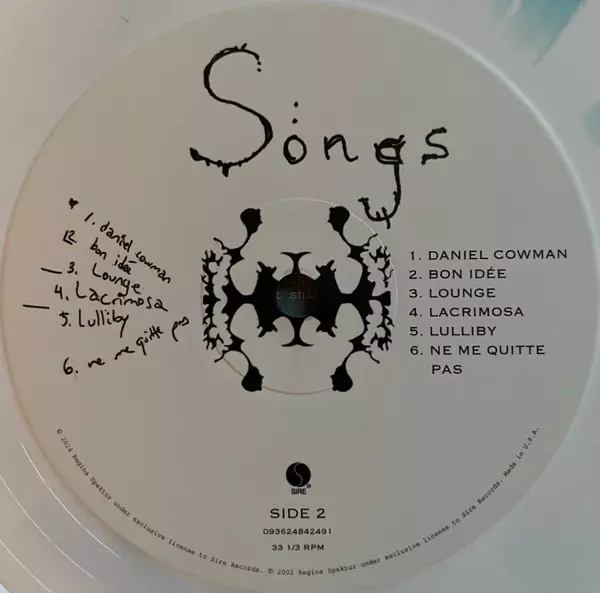 Songs
1. daniel cowman
2. bon idée
3. Lounge
4. Lacrimosa
5. Lulliby
6. ne me quitte pas
1. DANIEL COWMAN
2. BON IDÉE
3. LOUNGE
4. LACRIMOSA
5. LULLIBY
6. NE ME QUITTE
PAS
SIRE®
SIDE 2
093624842491
33 1/3 RPM
© 2024 Regina Spektor under exclusive license to Sire Records. ℗ 2002 Regina Spektor under exclusive license to Sire Records. Made in U.S.A.